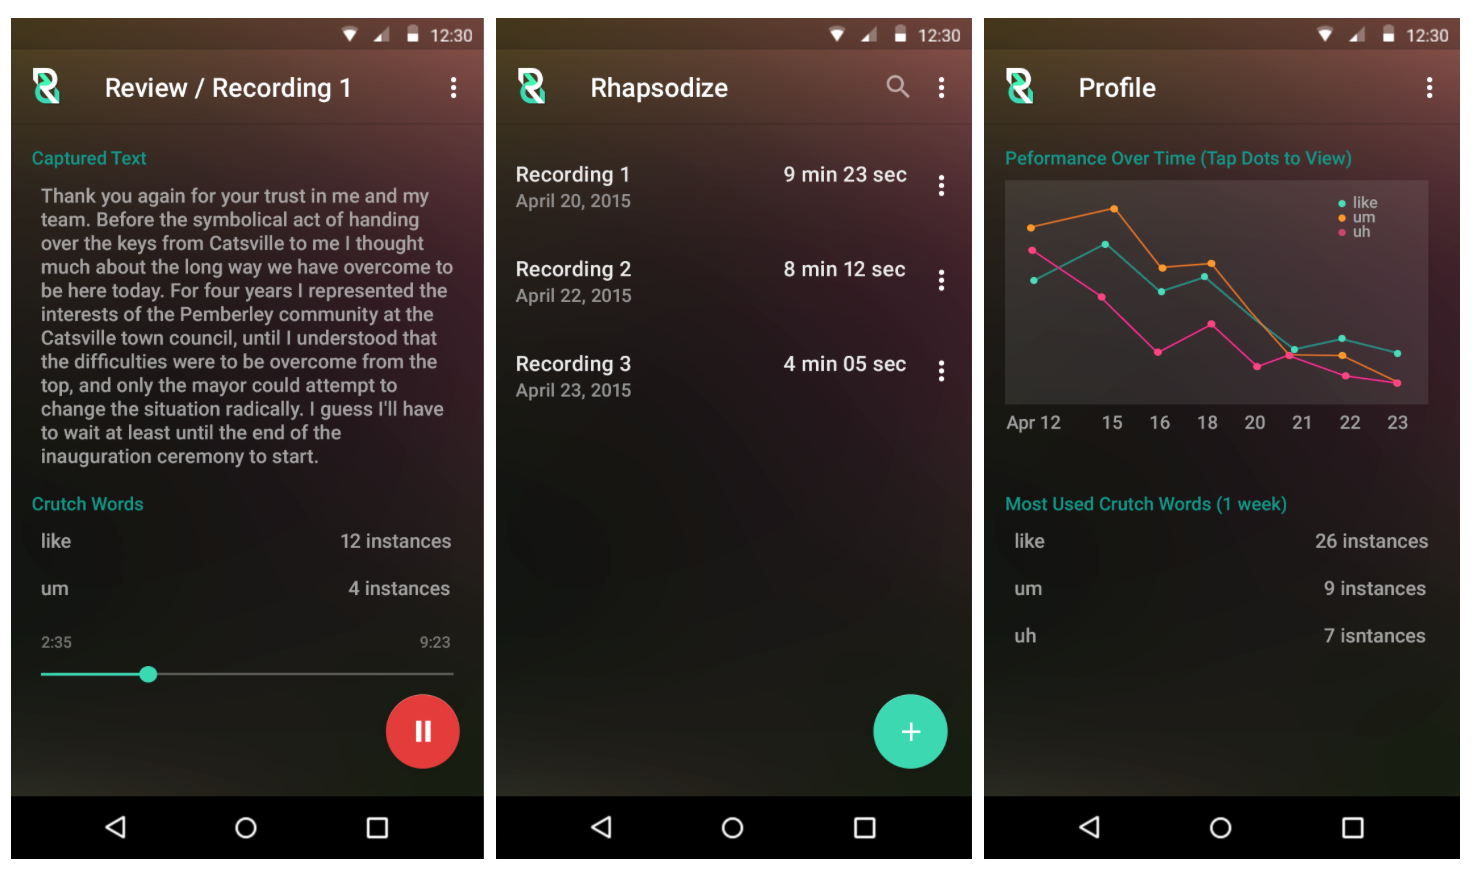 12:30
Review / Recording 1
Captured Text
Thank you again for your trust in me and my
team. Before the symbolical act of handing
over the keys from Catsville to me I thought
much about the long way we have overcome to
be here today. For four years I represented the
interests of the Pemberley community at the
Catsville town council, until I understood that
the difficulties were to be overcome from the
top, and only the mayor could attempt to
change the situation radically. I guess I'll have
to wait at least until the end of the
inauguration ceremony to start.
Crutch Words
like 12 instances
um 4 instances
2:35 9:23
12:30
Rhapsodize
Recording 1 9 min 23 sec
April 20, 2015
Recording 2 8 min 12 sec
April 22, 2015
Recording 3 4 min 05 sec
April 23, 2015
12:30
Profile
Peformance Over Time (Tap Dots to View)
like
um
uh
Apr 12 15 16 18 20 21 22 23
Most Used Crutch Words (1 week)
like 26 instances
um 9 instances
uh 7 isntances